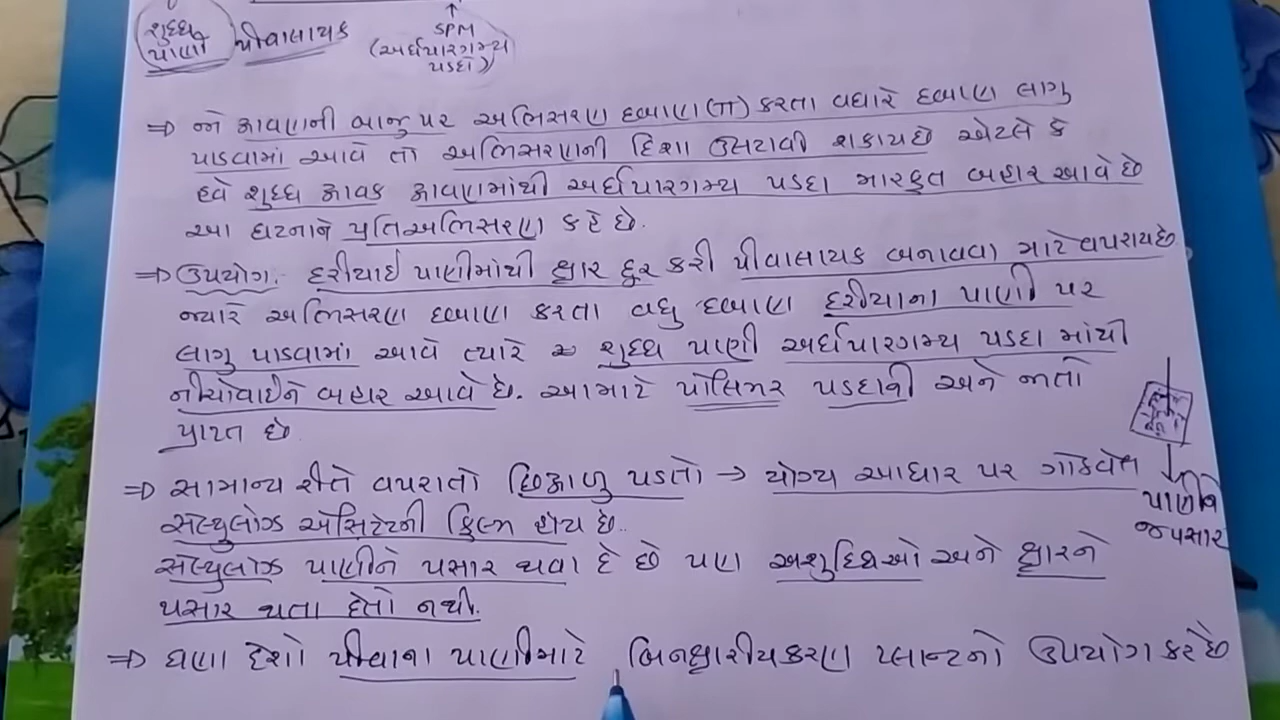 શુદ્ધ
પાણી
પીવાલાયક
SPM
(અર્ધપારગમ્ય
પડદો)
⇒ જો દ્રાવણની બાજુ પર અભિસરણ દબાણ (π) કરતા વધારે દબાણ લાગુ
પાડવામાં આવે તો અભિસરણની દિશા ઉલટાવી શકાય છે એટલે કે
હવે શુદ્ધ દ્રાવક દ્રાવણમાંથી અર્ધપારગમ્ય પડદા મારફત બહાર આવે છે
આ ઘટનાને પ્રતિઅભિસરણ કહે છે.
⇒ ઉપયોગ: દરીયાઈ પાણીમાંથી ક્ષાર દુર કરી પીવાલાયક બનાવવા માટે વપરાય છે
જ્યારે અભિસરણ દબાણ કરતા વધુ દબાણ દરીયાના પાણી પર
લાગુ પાડવામાં આવે ત્યારે શુદ્ધ પાણી અર્ધપારગમ્ય પડદા માંથી
નીચોવાઈને બહાર આવે છે. આ માટે પોલિમર પડદાની અને જાતો
પ્રાપ્ત છે
⇒ સામાન્ય રીતે વપરાતો છિદ્રાળુ પડદો → યોગ્ય આધાર પર ગોઠવેલ
સેલ્યુલોઝ એસિટેટની ફિલ્મ હોય છે..
સેલ્યુલોઝ પાણીને પસાર થવા દે છે પણ અશુદ્ધિઓ અને ક્ષારને
પસાર થતા દેતો નથી.
પાણીને
જ પસાર
⇒ ઘણા દેશો પીવાના પાણી માટે બિનક્ષારીયકરણ પ્લાન્ટનો ઉપયોગ કરે છે